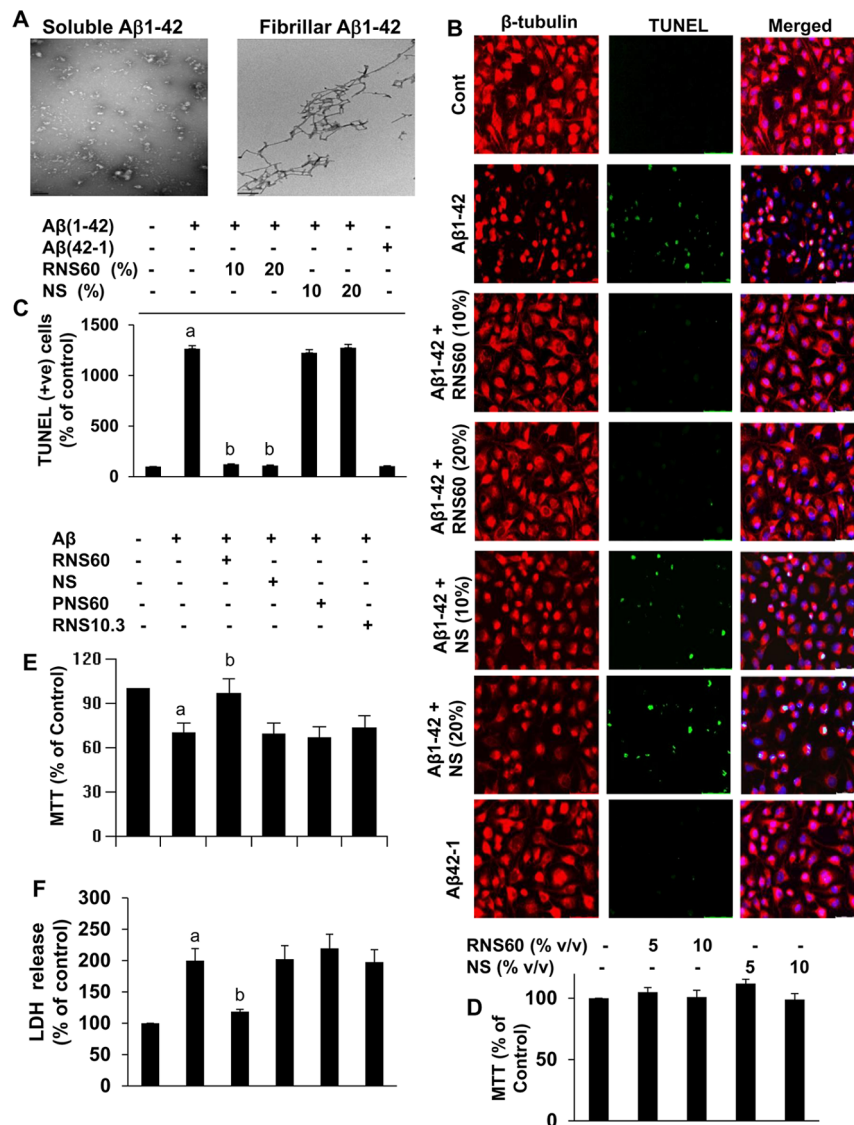 A
Soluble Aβ1-42 Fibrillar Aβ1-42
Aβ(1-42) - + + + + + -
Aβ(42-1) - - - - - - +
RNS60 (%) - - 10 20 - - -
NS (%) - - - - 10 20 -
C
TUNEL (+ve) cells
(% of control)
1500
1000
500
0
a
b
b
Aβ - + + + + +
RNS60 - - + - - -
NS - - - + - -
PNS60 - - - - + -
RNS10.3 - - - - - +
E
MTT (% of Control)
120
90
60
30
0
a
b
F
LDH release
(% of control)
300
250
200
150
100
50
0
a
b
B
β-tubulin TUNEL Merged
Cont
Aβ1-42
Aβ1-42 +
RNS60 (10%)
Aβ1-42 +
RNS60 (20%)
Aβ1-42 +
NS (10%)
Aβ1-42 +
NS (20%)
Aβ42-1
RNS60 (% v/v) - 5 10 - -
NS (% v/v) - - - 5 10
D
MTT (% of
Control)
100
50
0